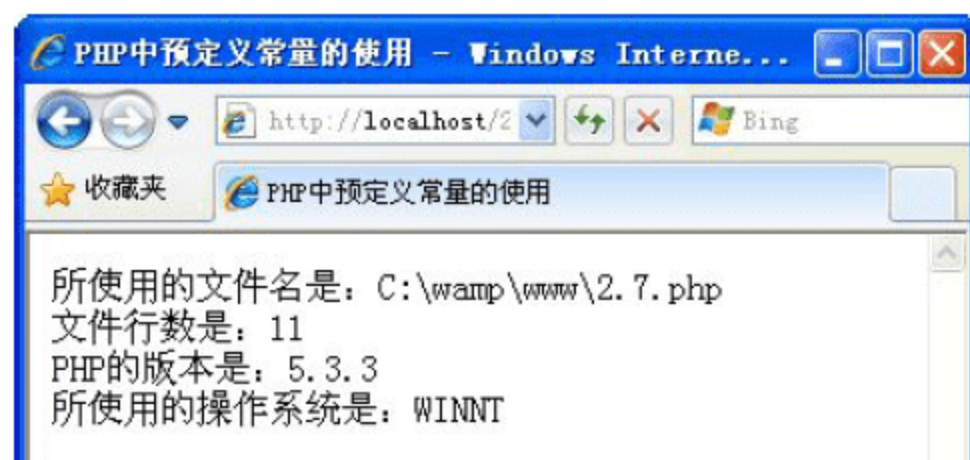 PHP中预定义常量的使用 - Windows Interne...
http://localhost/2
Bing
收藏夹
PHP中预定义常量的使用
所使用的文件名是：C:\wamp\www\2.7.php
文件行数是：11
PHP的版本是：5.3.3
所使用的操作系统是：WINNT